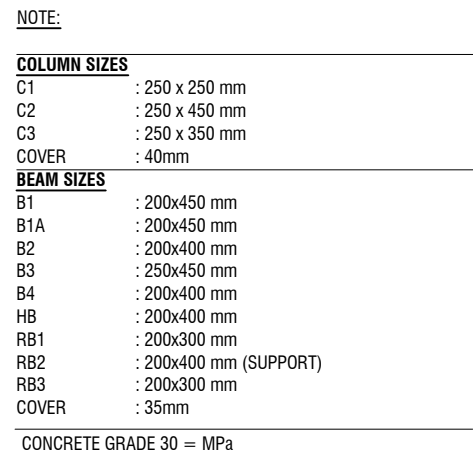 NOTE:
COLUMN SIZES
C1 : 250 x 250 mm
C2 : 250 x 450 mm
C3 : 250 x 350 mm
COVER : 40mm
BEAM SIZES
B1 : 200x450 mm
B1A : 200x450 mm
B2 : 200x400 mm
B3 : 250x450 mm
B4 : 200x400 mm
HB : 200x400 mm
RB1 : 200x300 mm
RB2 : 200x400 mm (SUPPORT)
RB3 : 200x300 mm
COVER : 35mm
CONCRETE GRADE 30 = MPa